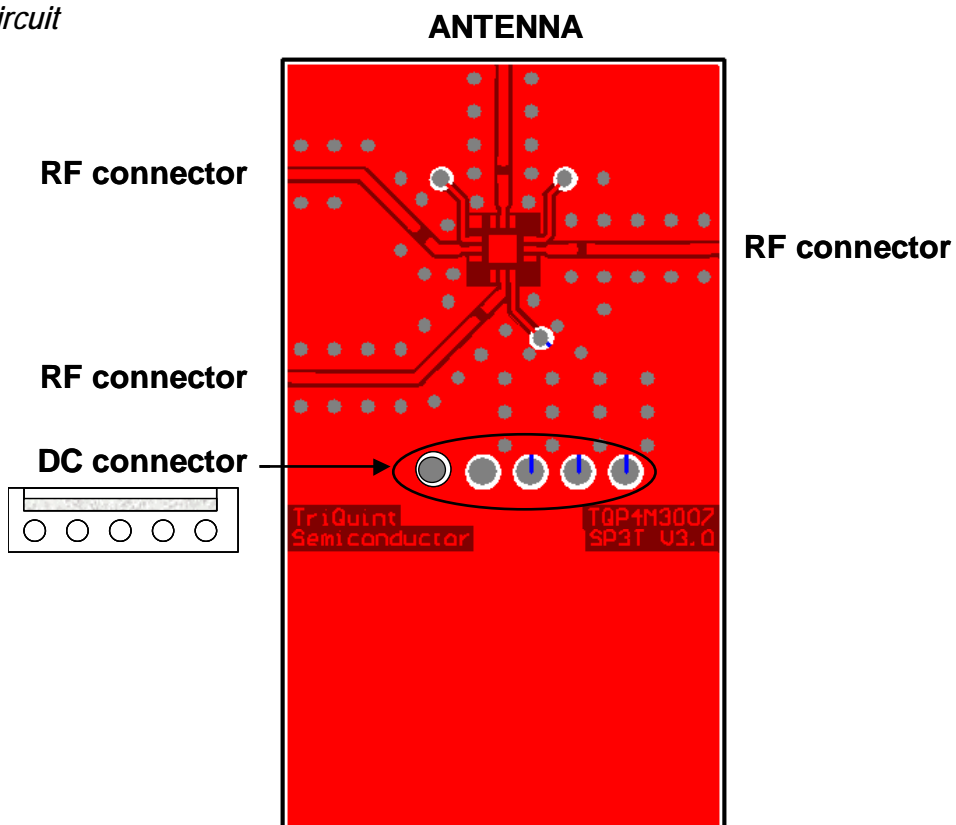 ircuit
ANTENNA
RF connector
RF connector
RF connector
DC connector
TriQuint
Semiconductor
TQP4M3007
SP3T V3.0